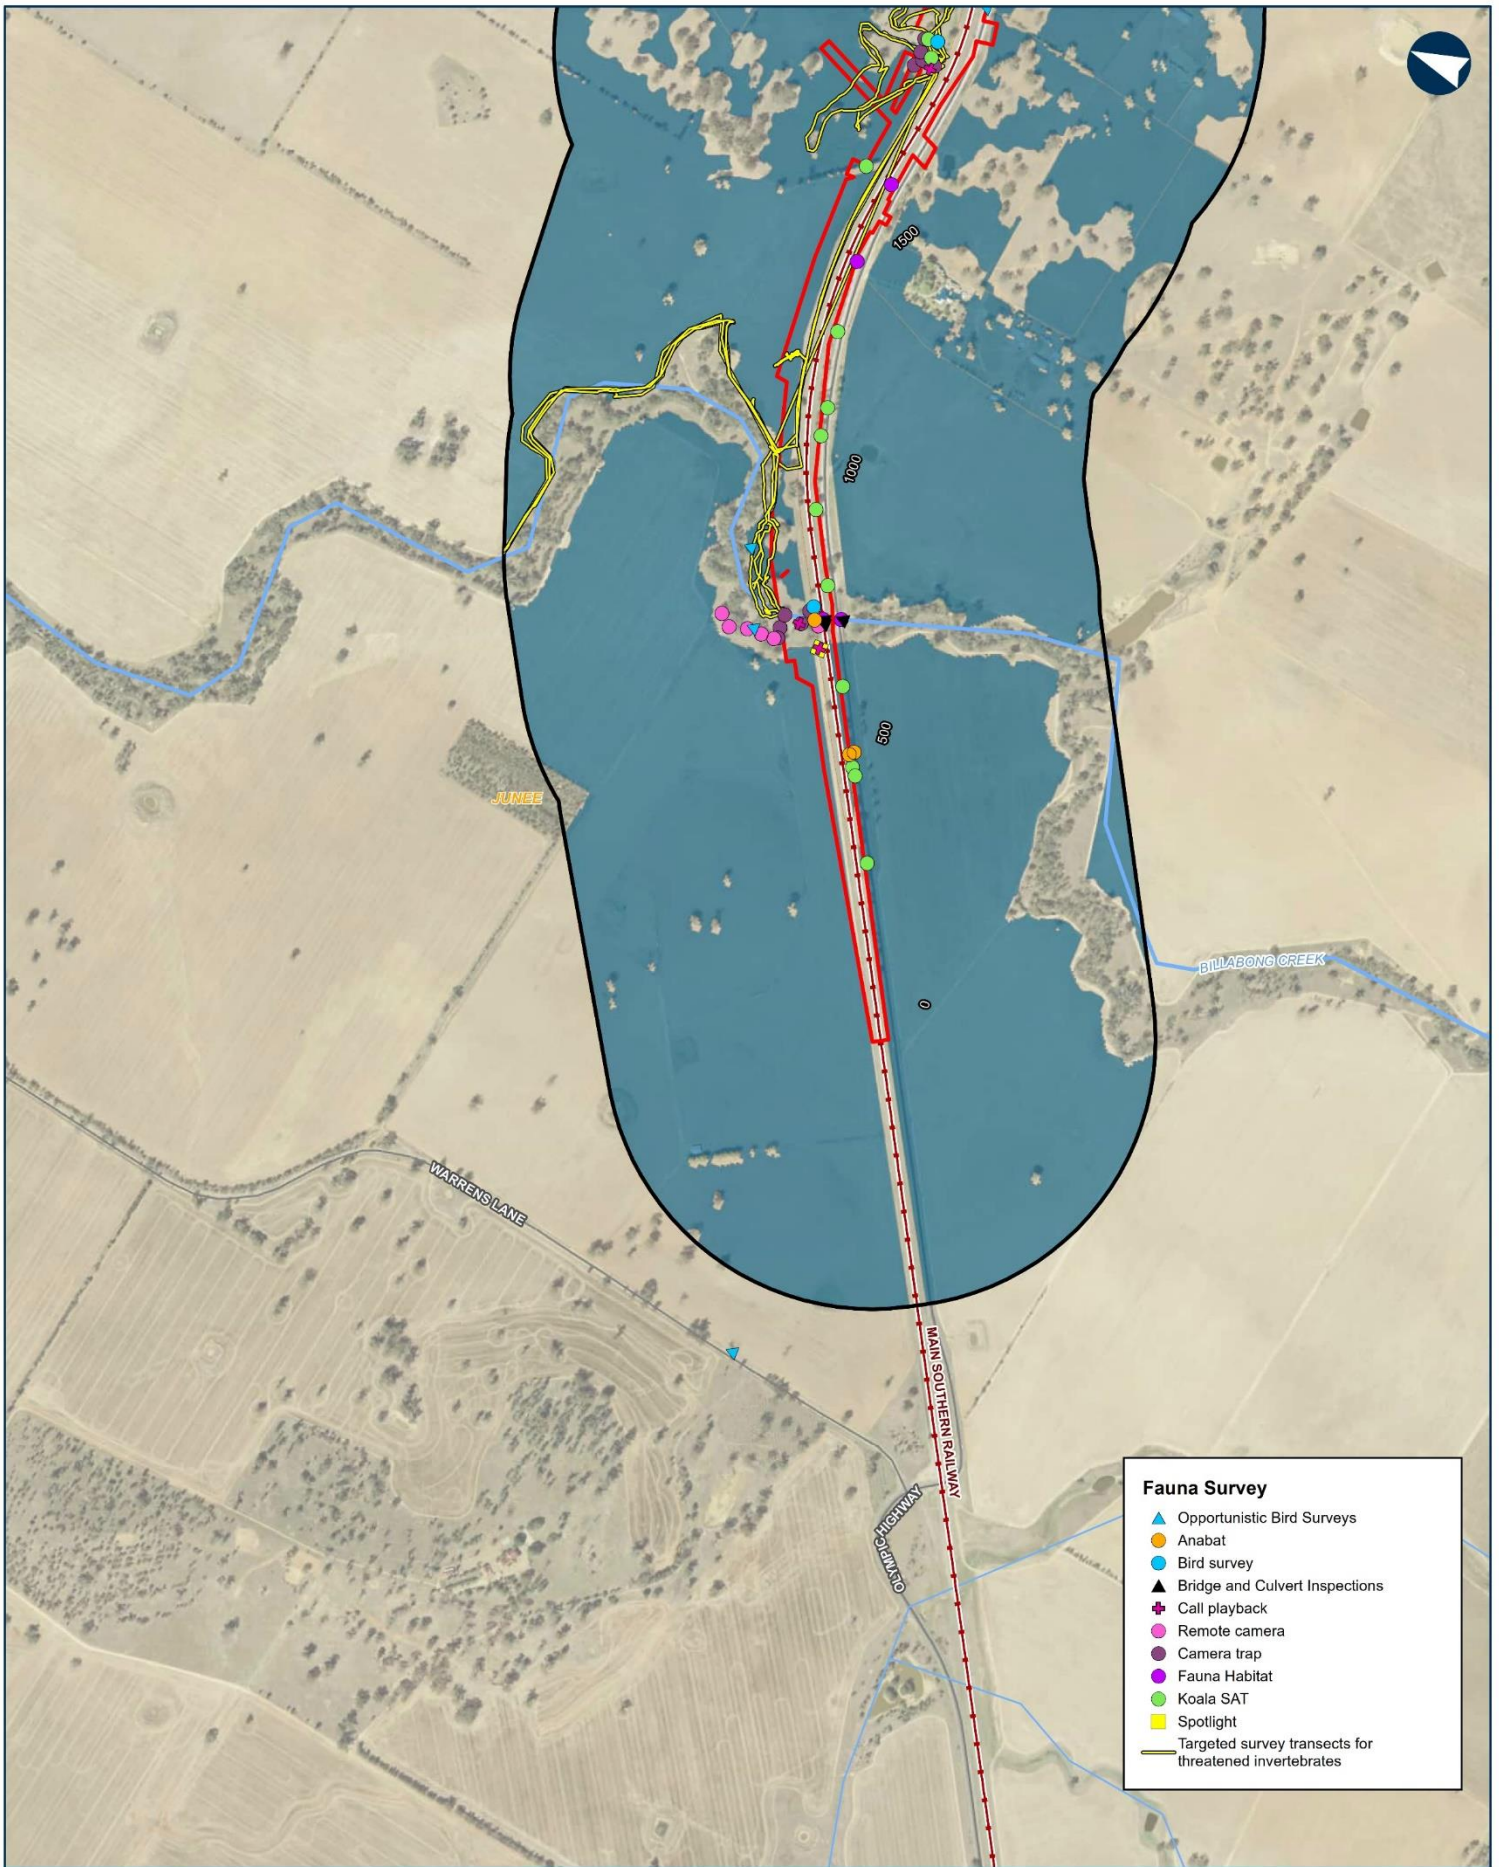 1500
1000
500
JUNEE
BILLABONG CREEK
0
WARRENS LANE
MAIN SOUTHERN RAILWAY
OLYMPIC HIGHWAY
Fauna Survey
Opportunistic Bird Surveys
Anabat
Bird survey
Bridge and Culvert Inspections
Call playback
Remote camera
Camera trap
Fauna Habitat
Koala SAT
Spotlight
Targeted survey transects for
threatened invertebrates